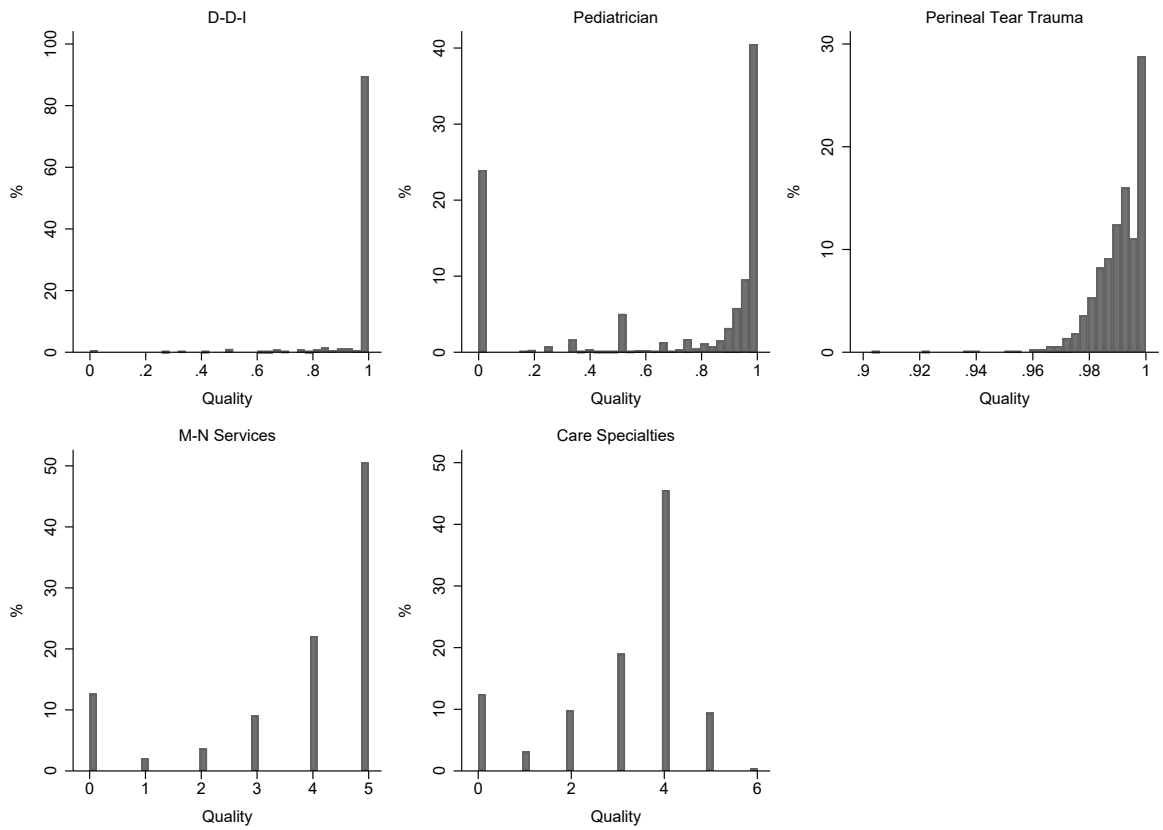 D-D-I
%
0 20 40 60 80 100
0 .2 .4 .6 .8 1
Quality
Pediatrician
%
0 10 20 30 40
0 .2 .4 .6 .8 1
Quality
Perineal Tear Trauma
%
0 10 20 30
.9 .92 .94 .96 .98 1
Quality
M-N Services
%
0 10 20 30 40 50
0 1 2 3 4 5
Quality
Care Specialties
%
0 10 20 30 40 50
0 2 4 6
Quality